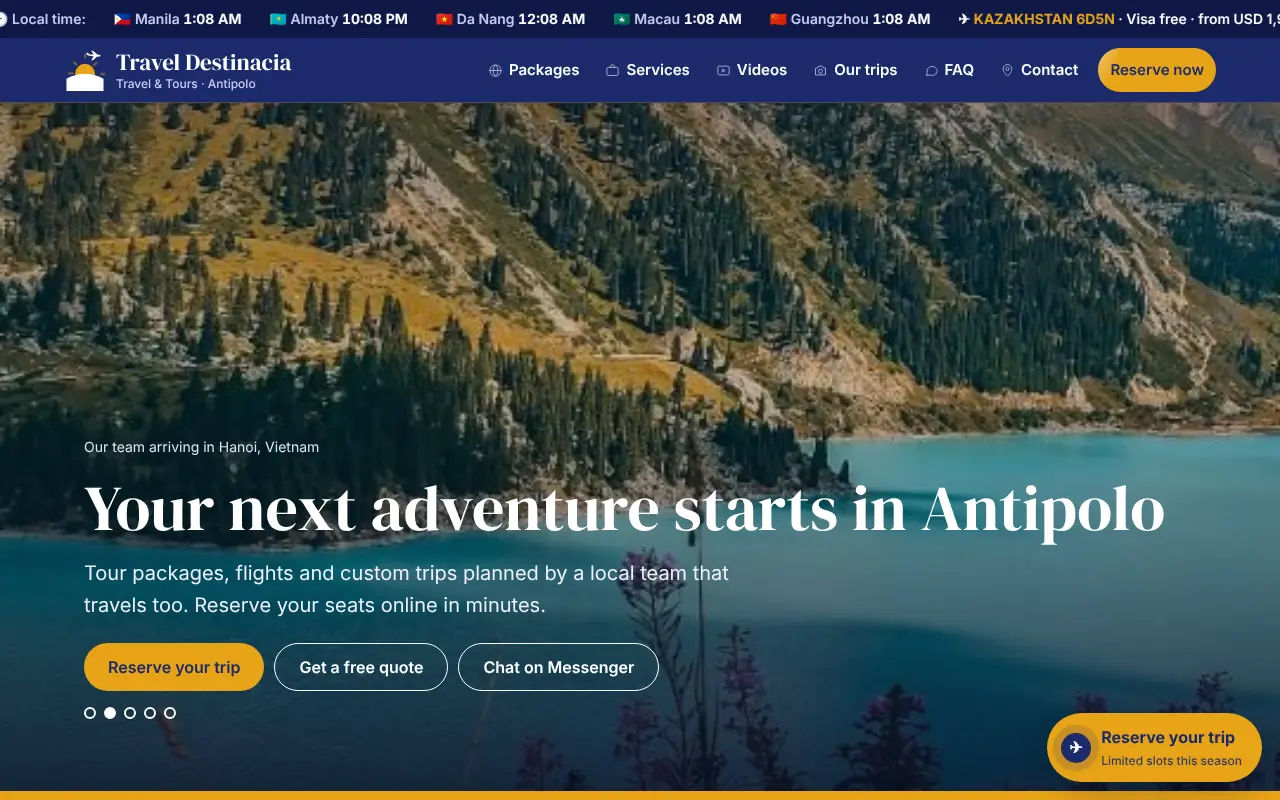 Local time:
Manila 1:08 AM
Almaty 10:08 PM
Da Nang 12:08 AM
Macau 1:08 AM
Guangzhou 1:08 AM
✈ KAZAKHSTAN 6D5N · Visa free · from USD
Travel Destinacia
Travel & Tours · Antipolo
Packages
Services
Videos
Our trips
FAQ
Contact
Reserve now
Our team arriving in Hanoi, Vietnam
Your next adventure starts in Antipolo
Tour packages, flights and custom trips planned by a local team that
travels too. Reserve your seats online in minutes.
Reserve your trip
Get a free quote
Chat on Messenger
Reserve your trip
Limited slots this season